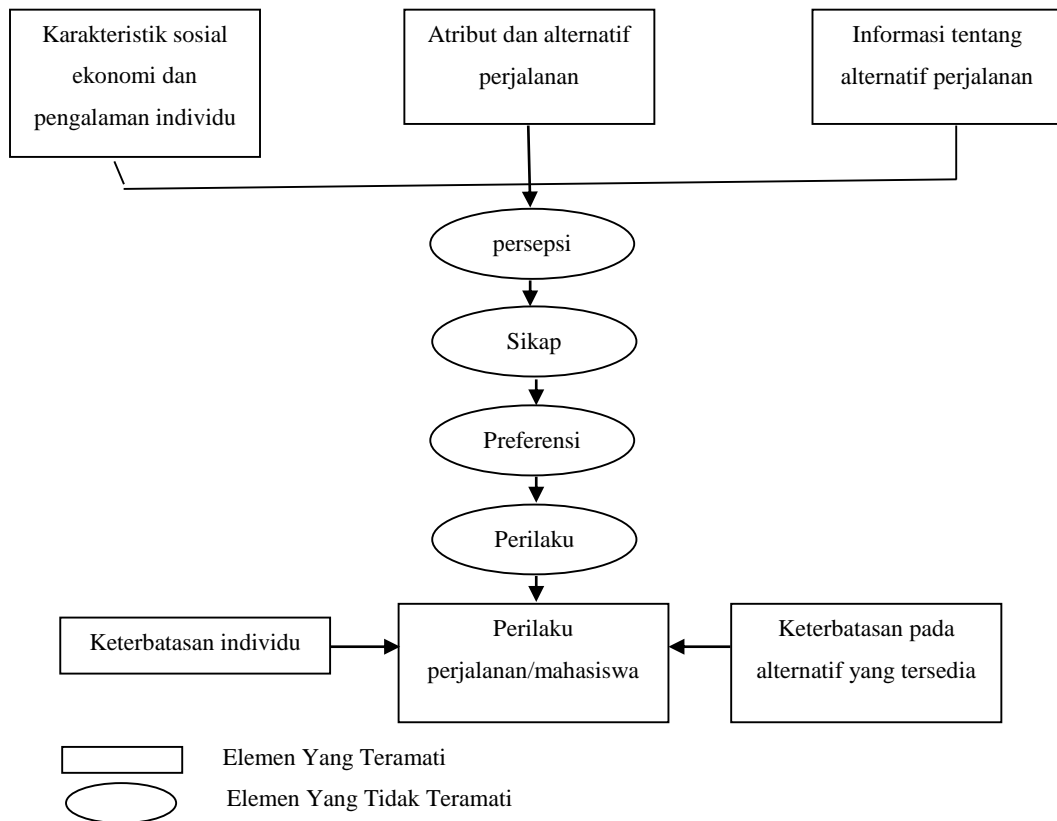 Karakteristik sosial
ekonomi dan
pengalaman individu
Atribut dan alternatif
perjalanan
Informasi tentang
alternatif perjalanan
persepsi
Sikap
Preferensi
Perilaku
Keterbatasan individu
Perilaku
perjalanan/mahasiswa
Keterbatasan pada
alternatif yang tersedia
Elemen Yang Teramati
Elemen Yang Tidak Teramati